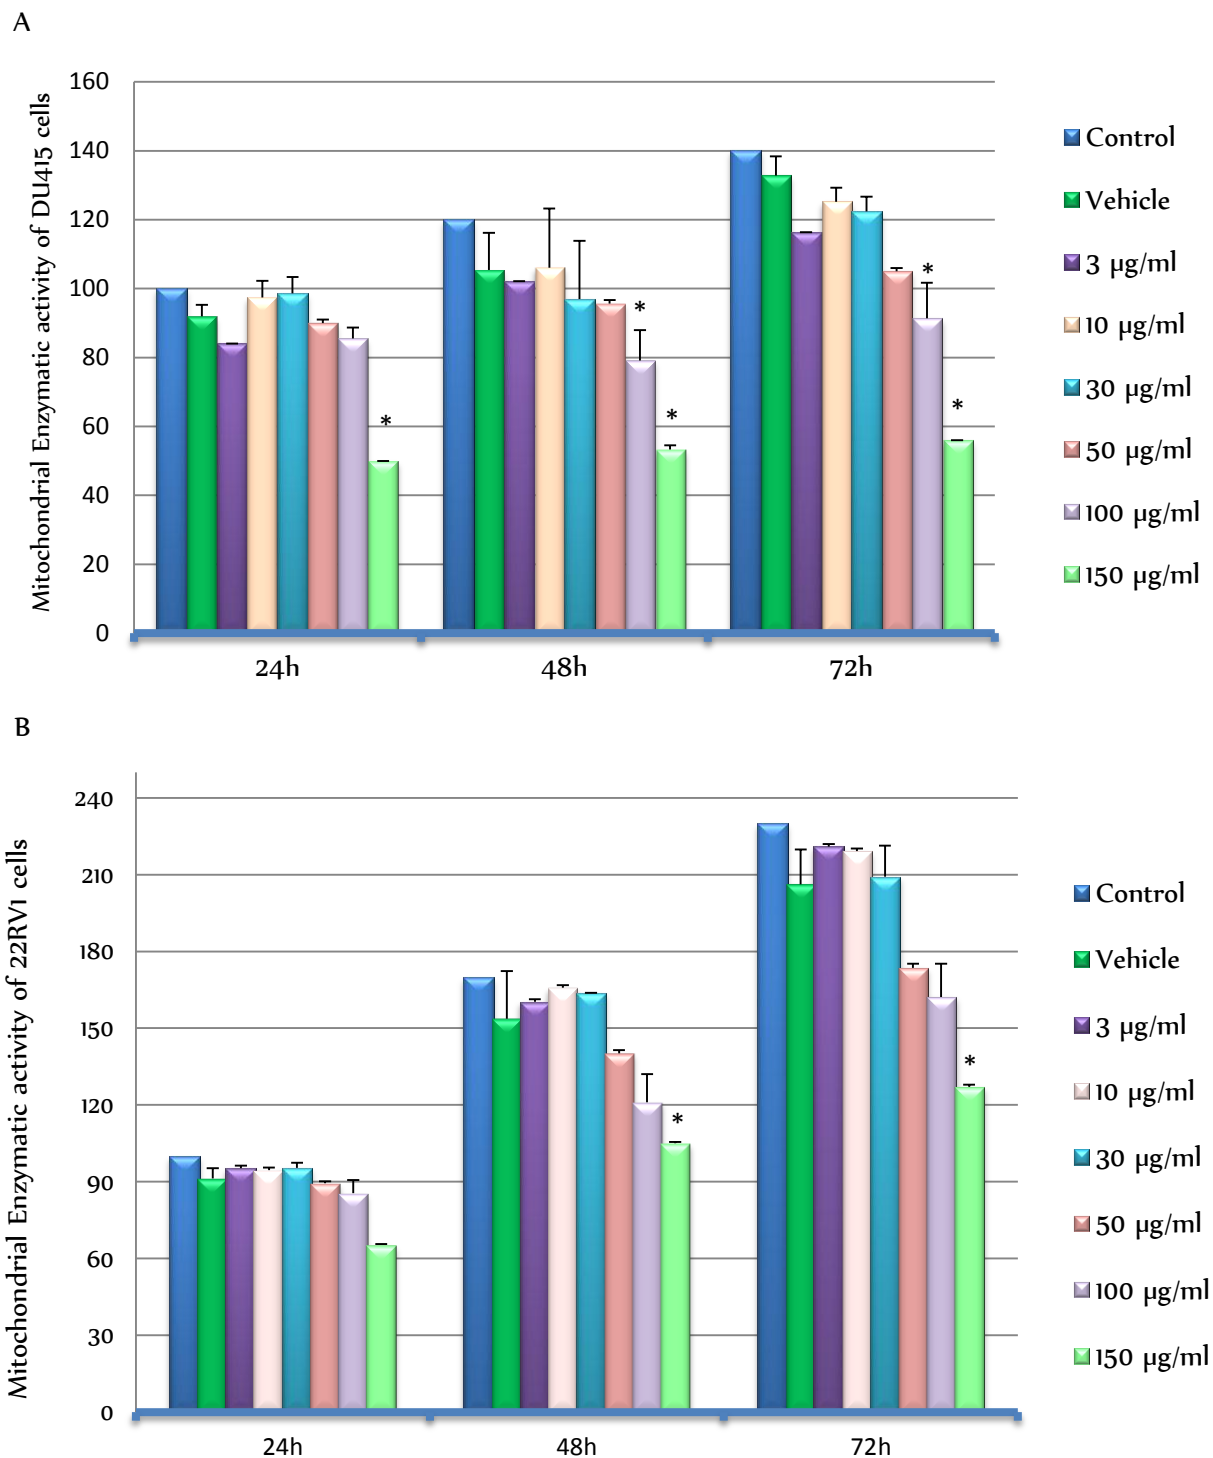 A
Mitochondrial Enzymatic activity of DU415 cells
160
140
120
100
80
60
40
20
0
* 
* *
* *
24h 48h 72h
Control
Vehicle
3 µg/ml
10 µg/ml
30 µg/ml
50 µg/ml
100 µg/ml
150 µg/ml
B
Mitochondrial Enzymatic activity of 22RV1 cells
240
210
180
150
120
90
60
30
0
*
*
24h 48h 72h
Control
Vehicle
3 µg/ml
10 µg/ml
30 µg/ml
50 µg/ml
100 µg/ml
150 µg/ml